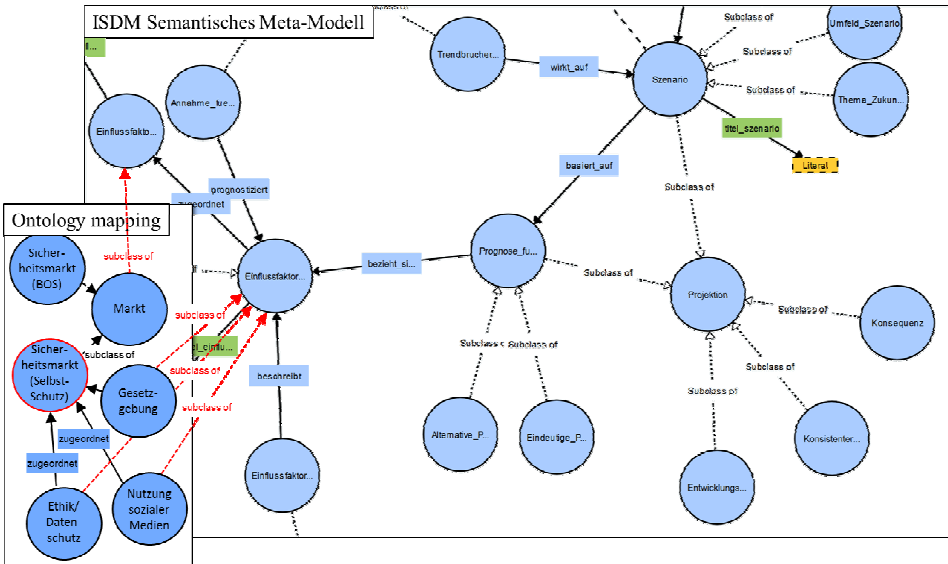 ISDM Semantisches Meta-Modell
Subclass of
Umfeld_Szenario
Subclass of
Trendbrucher...
wirkt_auf
Szenario
Subclass of
Thema_Zukun...
Annahme_fue...
Einflussfakto...
titel_szenario
Literal
basiert_auf
Subclass of
prognostiziert
zugeordnet
Ontology mapping
subclass of
Sicher-
heitsmarkt
(BOS)
Markt
Einflussfaktor...
bezieht_si...
Prognose_fu...
Subclass of
Projektion
Subclass of
Konsequenz
subclass of
Sicher-
heitsmarkt
(Selbst-
Schutz)
subclass of
Gesetz-
gebung
subclass of
subclass of
beschreibt
Subclass of
Subclass of
Subclass of
Subclass of
zugeordnet
zugeordnet
Alternative_P...
Eindeutige_P...
Konsistenter...
Einflussfaktor...
Entwicklungs...
Ethik/
Daten
schutz
Nutzung
sozialer
Medien